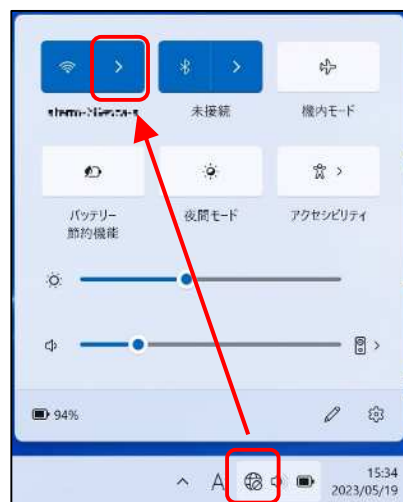 未接続
機内モード
バッテリー
節約機能
夜間モード
アクセシビリティ
94%
A
15:34
2023/05/19